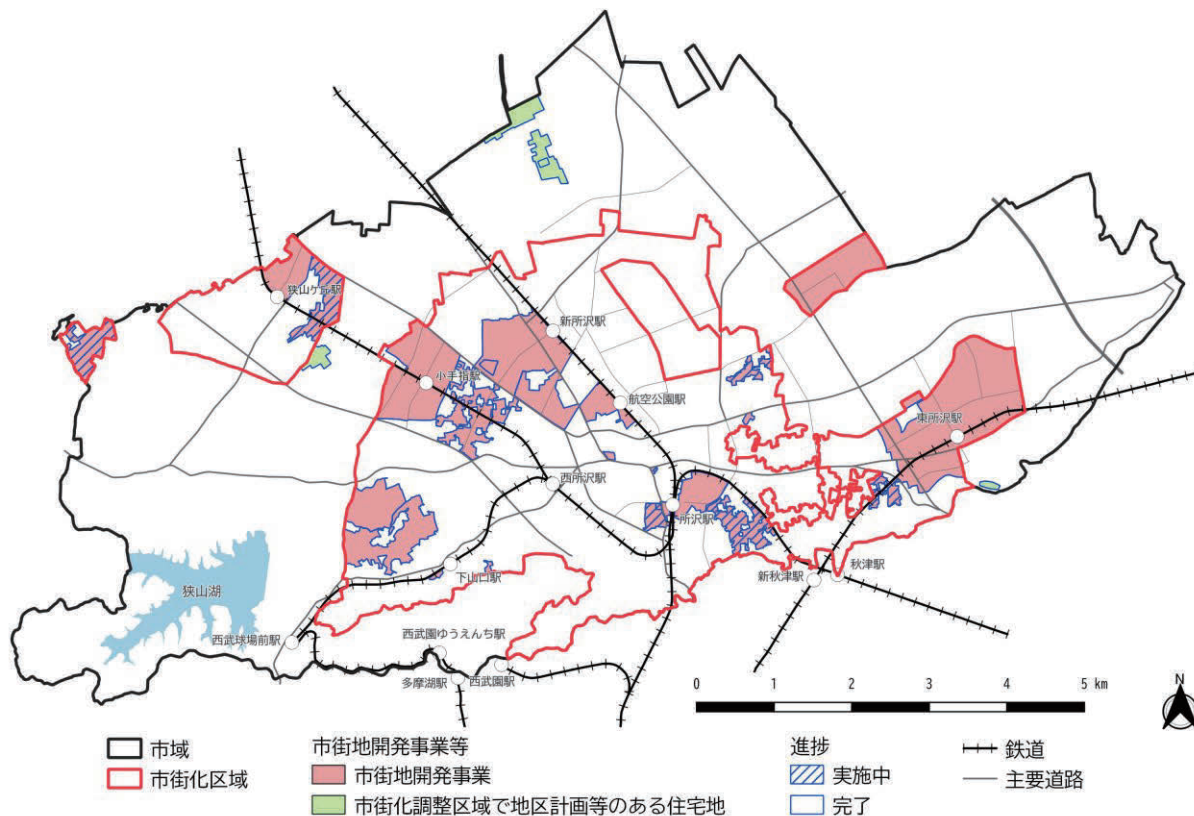 狭山ケ丘駅
新所沢駅
小手指駅
航空公園駅
東所沢駅
西所沢駅
所沢駅
下山口駅
新秋津駅
秋津駅
狭山湖
西武球場前駅
西武園ゆうえんち駅
多摩湖駅
西武園駅
0 1 2 3 4 5 km
N
市域
市街化区域
市街地開発事業等
市街地開発事業
市街化調整区域で地区計画等のある住宅地
進捗
実施中
完了
鉄道
主要道路